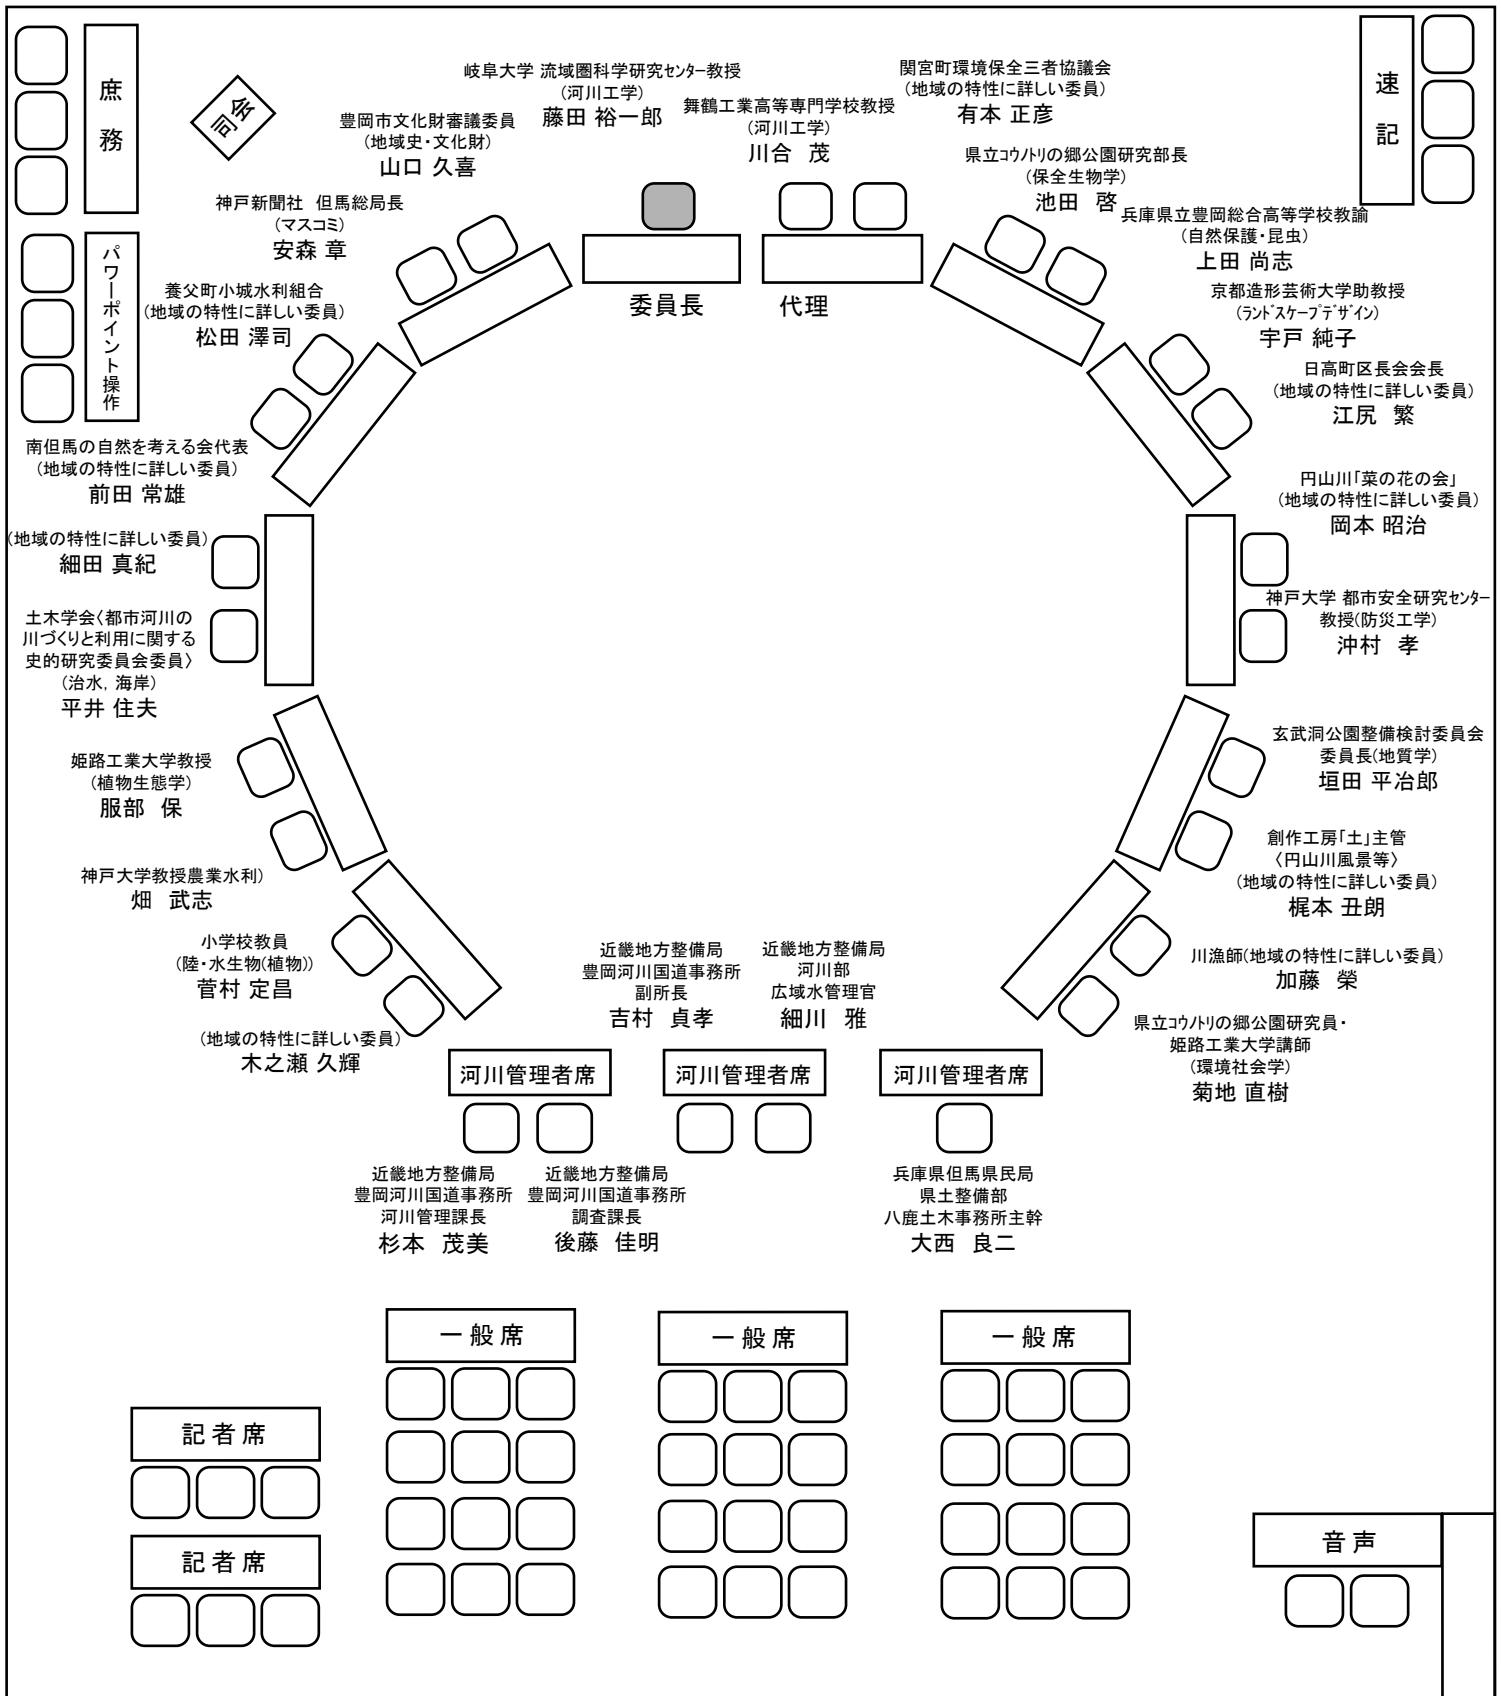 庶務
司会
速記
パワーポイント操作
岐阜大学 流域圏科学研究センター教授
(河川工学)
藤田 裕一郎
関宮町環境保全三者協議会
(地域の特性に詳しい委員)
有本 正彦
豊岡市文化財審議委員
(地域史・文化財)
山口 久喜
舞鶴工業高等専門学校教授
(河川工学)
川合 茂
県立コウノトリの郷公園研究部長
(保全生物学)
池田 啓
神戸新聞社 但馬総局長
(マスコミ)
安森 章
兵庫県立豊岡総合高等学校教諭
(自然保護・昆虫)
上田 尚志
委員長
代理
養父町小城水利組合
(地域の特性に詳しい委員)
松田 澤司
京都造形芸術大学助教授
(ランドスケープデザイン)
宇戸 純子
日高町区長会会長
(地域の特性に詳しい委員)
江尻 繁
南但馬の自然を考える会代表
(地域の特性に詳しい委員)
前田 常雄
円山川「菜の花の会」
(地域の特性に詳しい委員)
岡本 昭治
(地域の特性に詳しい委員)
細田 真紀
神戸大学 都市安全研究センター
教授(防災工学)
沖村 孝
土木学会〈都市河川の
川づくりと利用に関する
史的研究委員会委員〉
(治水, 海岸)
平井 住夫
玄武洞公園整備検討委員会
委員長(地質学)
垣田 平治郎
姫路工業大学教授
(植物生態学)
服部 保
創作工房「土」主管
〈円山川風景等〉
(地域の特性に詳しい委員)
梶本 丑朗
神戸大学教授農業水利)
畑 武志
小学校教員
(陸・水生物(植物))
菅村 定昌
川漁師(地域の特性に詳しい委員)
加藤 榮
(地域の特性に詳しい委員)
木之瀬 久輝
県立コウノトリの郷公園研究員・
姫路工業大学講師
(環境社会学)
菊地 直樹
近畿地方整備局
豊岡河川国道事務所
副所長
吉村 貞孝
近畿地方整備局
河川部
広域水管理官
細川 雅
河川管理者席
河川管理者席
河川管理者席
近畿地方整備局
豊岡河川国道事務所
河川管理課長
杉本 茂美
近畿地方整備局
豊岡河川国道事務所
調査課長
後藤 佳明
兵庫県但馬県民局
県土整備部
八鹿土木事務所主幹
大西 良二
一般席
一般席
一般席
記者席
記者席
音声